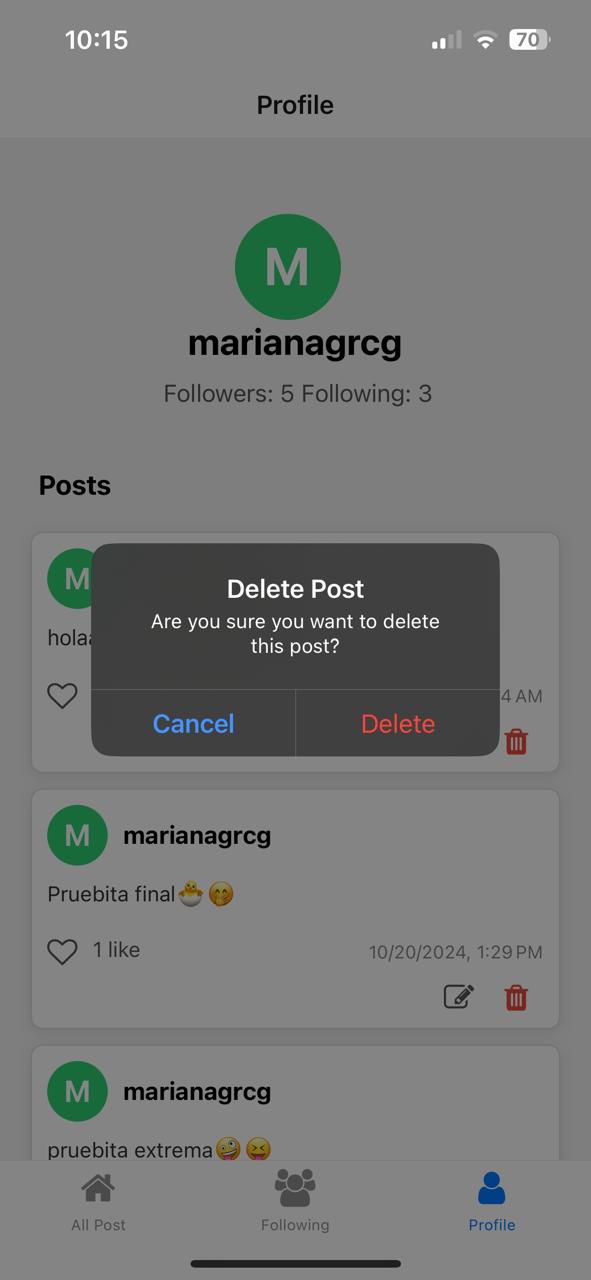 10:15
70
Profile
M
marianagrcg
Followers: 5 Following: 3
Posts
M
Delete Post
Are you sure you want to delete
this post?
4 AM
Cancel
Delete
M
marianagrcg
Pruebita final🐣🤭
1 like
10/20/2024, 1:29 PM
M
marianagrcg
pruebita extrema🤪😝
All Post
Following
Profile